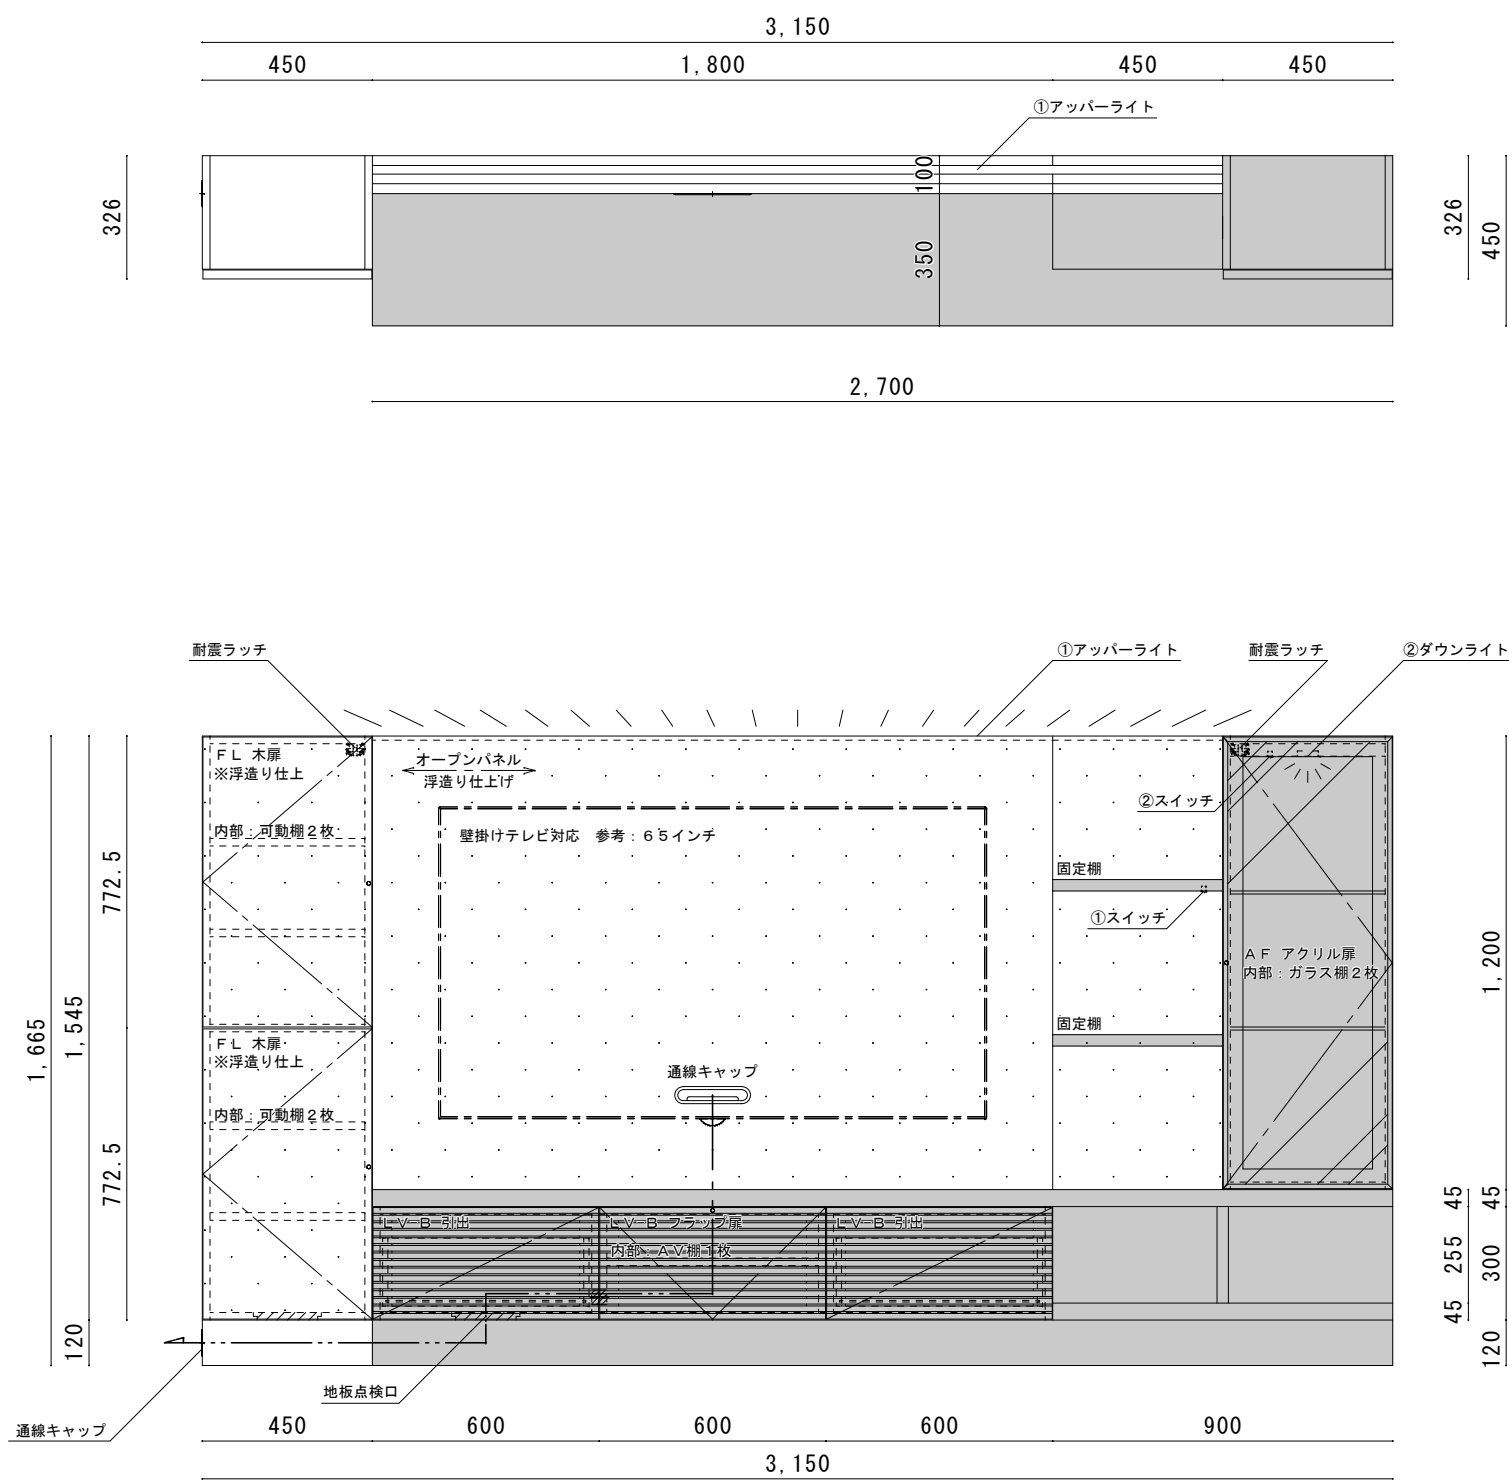 3,150
450
1,800
450
450
①アッパーライト
326
100
350
326
450
2,700
耐震ラッチ
①アッパーライト
耐震ラッチ
②ダウンライト
ＦＬ 木扉
※浮造り仕上
オープンパネル
浮造り仕上げ
②スイッチ
内部：可動棚２枚
壁掛けテレビ対応　参考：６５インチ
固定棚
①スイッチ
772.5
ＡＦ アクリル扉
内部：ガラス棚２枚
1,200
1,665
1,545
固定棚
ＦＬ 木扉
※浮造り仕上
通線キャップ
内部：可動棚２枚
772.5
ＬＶ−Ｂ 引出
ＬＶ−Ｂ フラップ扉
ＬＶ−Ｂ 引出
内部：ＡＶ棚１枚
45
45
255
300
45
120
120
地板点検口
通線キャップ
450
600
600
600
900
3,150